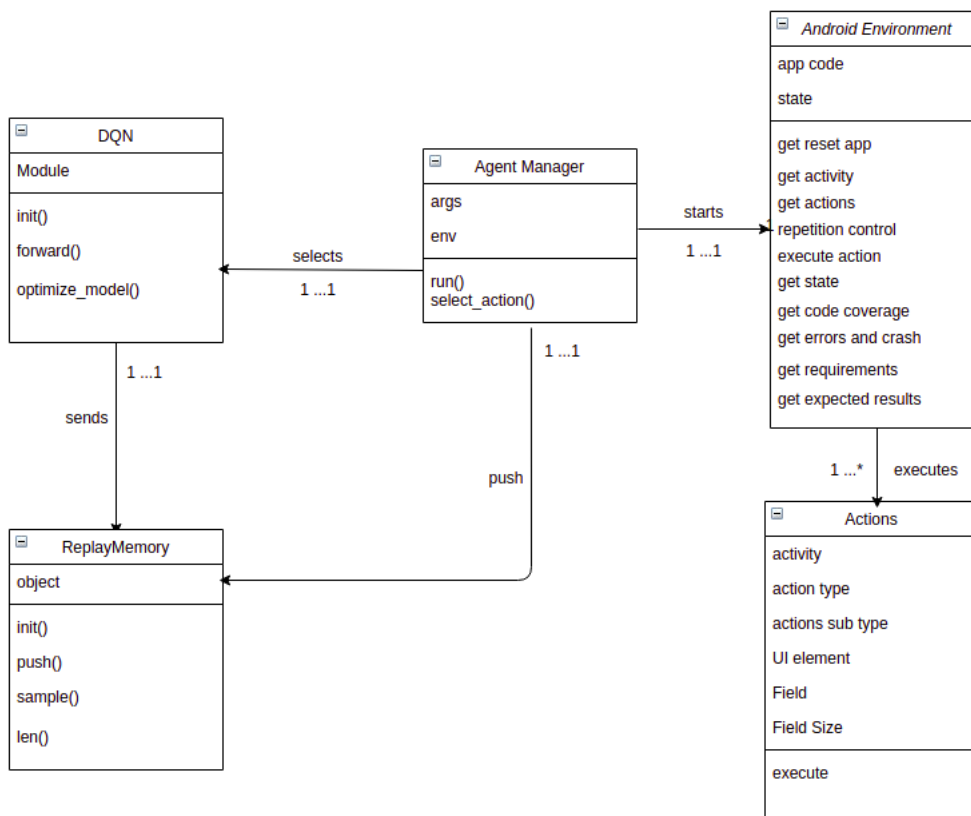 DQN
Module
init()
forward()
optimize_model()
selects
1 ...1
Agent Manager
args
env
run()
select_action()
starts
1 ...1
Android Environment
app code
state
get reset app
get activity
get actions
repetition control
execute action
get state
get code coverage
get errors and crash
get requirements
get expected results
1 ...1
sends
1 ...1
push
1 ...*
executes
ReplayMemory
object
init()
push()
sample()
len()
Actions
activity
action type
actions sub type
UI element
Field
Field Size
execute